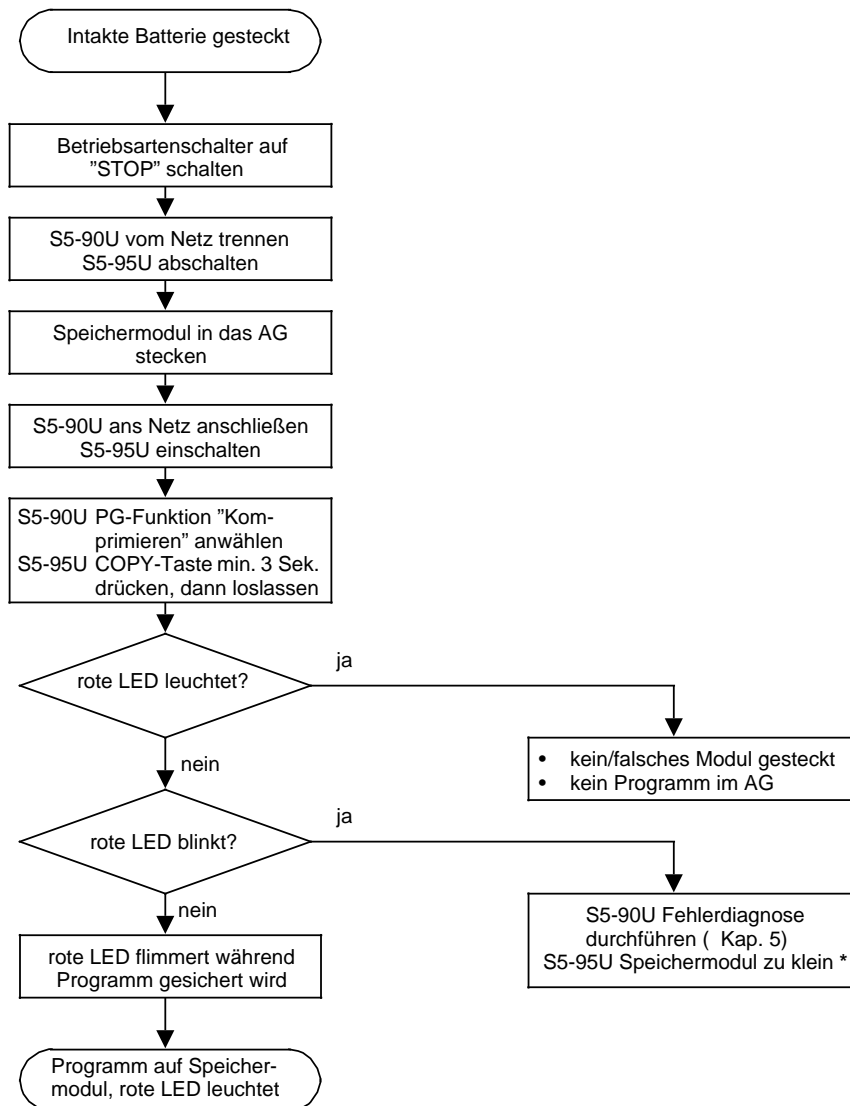 Intakte Batterie gesteckt
Betriebsartenschalter auf
”STOP” schalten
S5-90U vom Netz trennen
S5-95U abschalten
Speichermodul in das AG
stecken
S5-90U ans Netz anschließen
S5-95U einschalten
S5-90U PG-Funktion ”Kom-
primieren” anwählen
S5-95U COPY-Taste min. 3 Sek.
drücken, dann loslassen
ja
rote LED leuchtet?
nein
• kein/falsches Modul gesteckt
• kein Programm im AG
ja
rote LED blinkt?
nein
S5-90U Fehlerdiagnose
durchführen ( Kap. 5)
S5-95U Speichermodul zu klein *
rote LED flimmert während
Programm gesichert wird
Programm auf Speicher-
modul, rote LED leuchtet